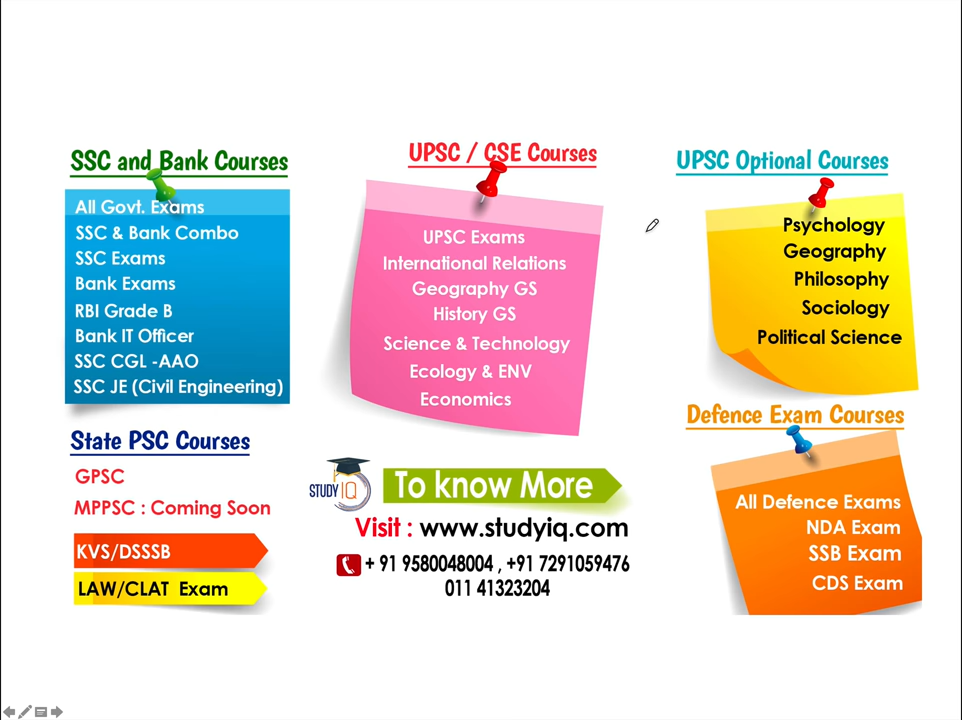 SSC and Bank Courses
All Govt. Exams
SSC & Bank Combo
SSC Exams
Bank Exams
RBI Grade B
Bank IT Officer
SSC CGL -AAO
SSC JE (Civil Engineering)
State PSC Courses
GPSC
MPPSC : Coming Soon
KVS/DSSSB
LAW/CLAT Exam
UPSC / CSE Courses
UPSC Exams
International Relations
Geography GS
History GS
Science & Technology
Ecology & ENV
Economics
STUDY IQ
To know More
Visit : www.studyiq.com
+ 91 9580048004 , +91 7291059476
011 41323204
UPSC Optional Courses
Psychology
Geography
Philosophy
Sociology
Political Science
Defence Exam Courses
All Defence Exams
NDA Exam
SSB Exam
CDS Exam